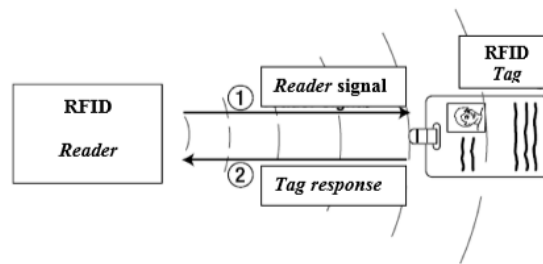 RFID
Reader
1
Reader signal
RFID
Tag
2
Tag response